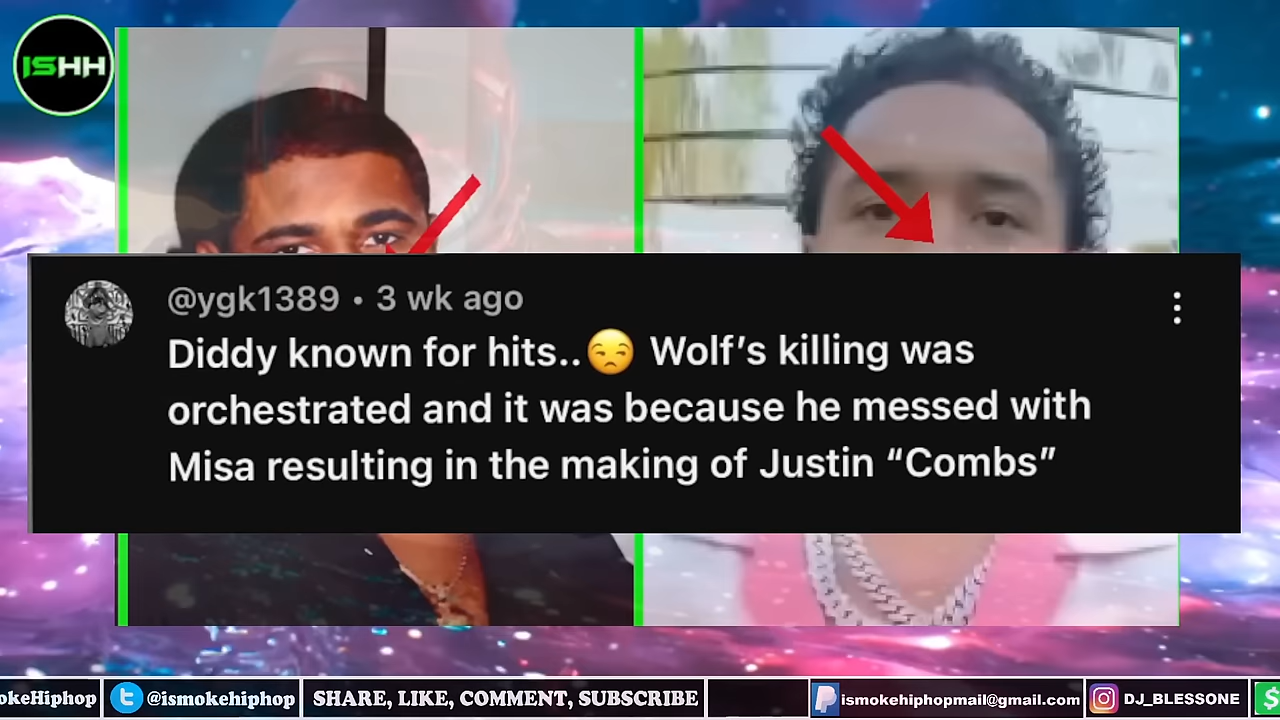 ISHH
@ygk1389 • 3 wk ago
Diddy known for hits..😒 Wolf’s killing was
orchestrated and it was because he messed with
Misa resulting in the making of Justin “Combs”
okeHiphop
@ismokehiphop
SHARE, LIKE, COMMENT, SUBSCRIBE
ismokehiphopmail@gmail.com
DJ_BLESSONE
$